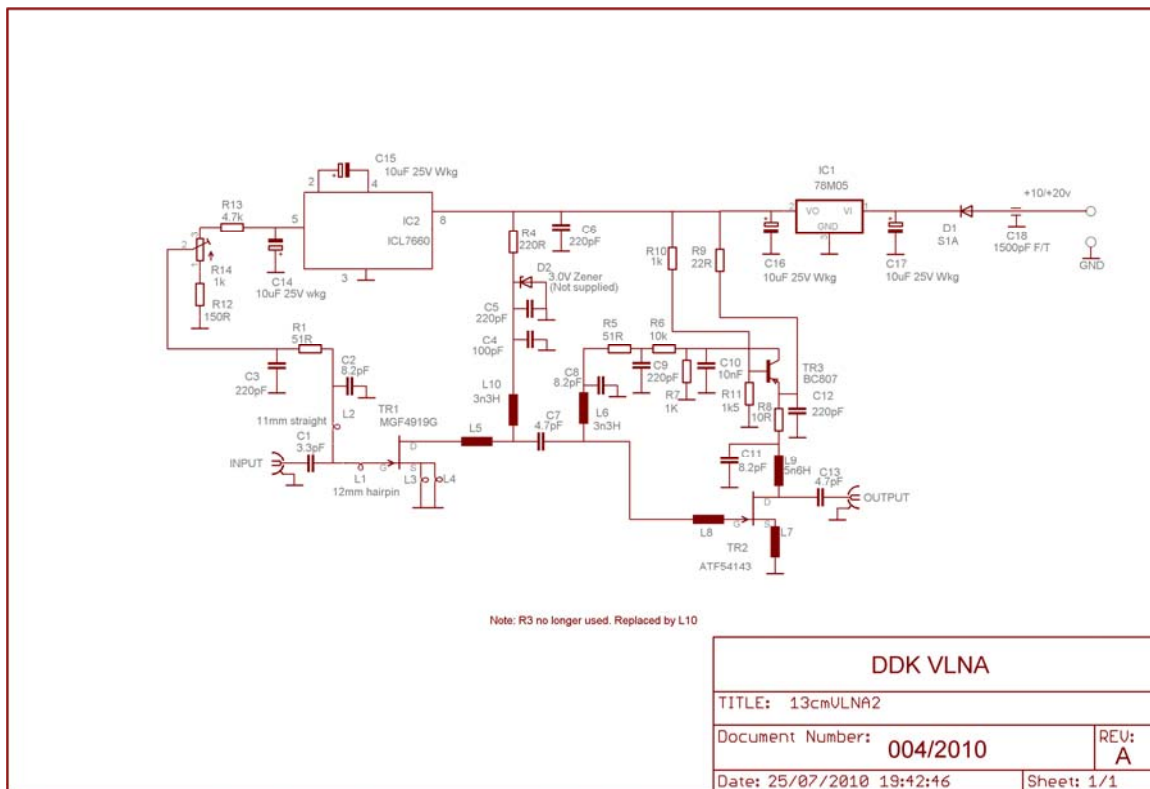 C15
10uF 25V Wkg
2
4
R13
4.7k
5
IC2
ICL7660
8
3
3
2
1
R14
1k
C14
10uF 25V wkg
R12
150R
R1
51R
C3
220pF
C2
8.2pF
L2
11mm straight
C1
3.3pF
INPUT
L1
12mm hairpin
TR1
MGF4919G
G
D
S
L3
L4
L5
R4
220R
C6
220pF
D2
3.0V Zener
(Not supplied)
C5
220pF
C4
100pF
L10
3n3H
C7
4.7pF
C8
8.2pF
L6
3n3H
R5
51R
R6
10k
C9
220pF
R7
1K
C10
10nF
R10
1k
R9
22R
R11
1k5
TR3
BC807
R8
10R
C12
220pF
C11
8.2pF
L9
5n6H
C13
4.7pF
OUTPUT
L8
G
D
S
L7
TR2
ATF54143
IC1
78M05
2
VO
VI
1
GND
3
C16
10uF 25V Wkg
C17
10uF 25V Wkg
D1
S1A
+10/+20v
C18
1500pF F/T
GND
Note: R3 no longer used. Replaced by L10
DDK VLNA
TITLE: 13cmVLNA2
Document Number: 004/2010
REV: A
Date: 25/07/2010 19:42:46
Sheet: 1/1